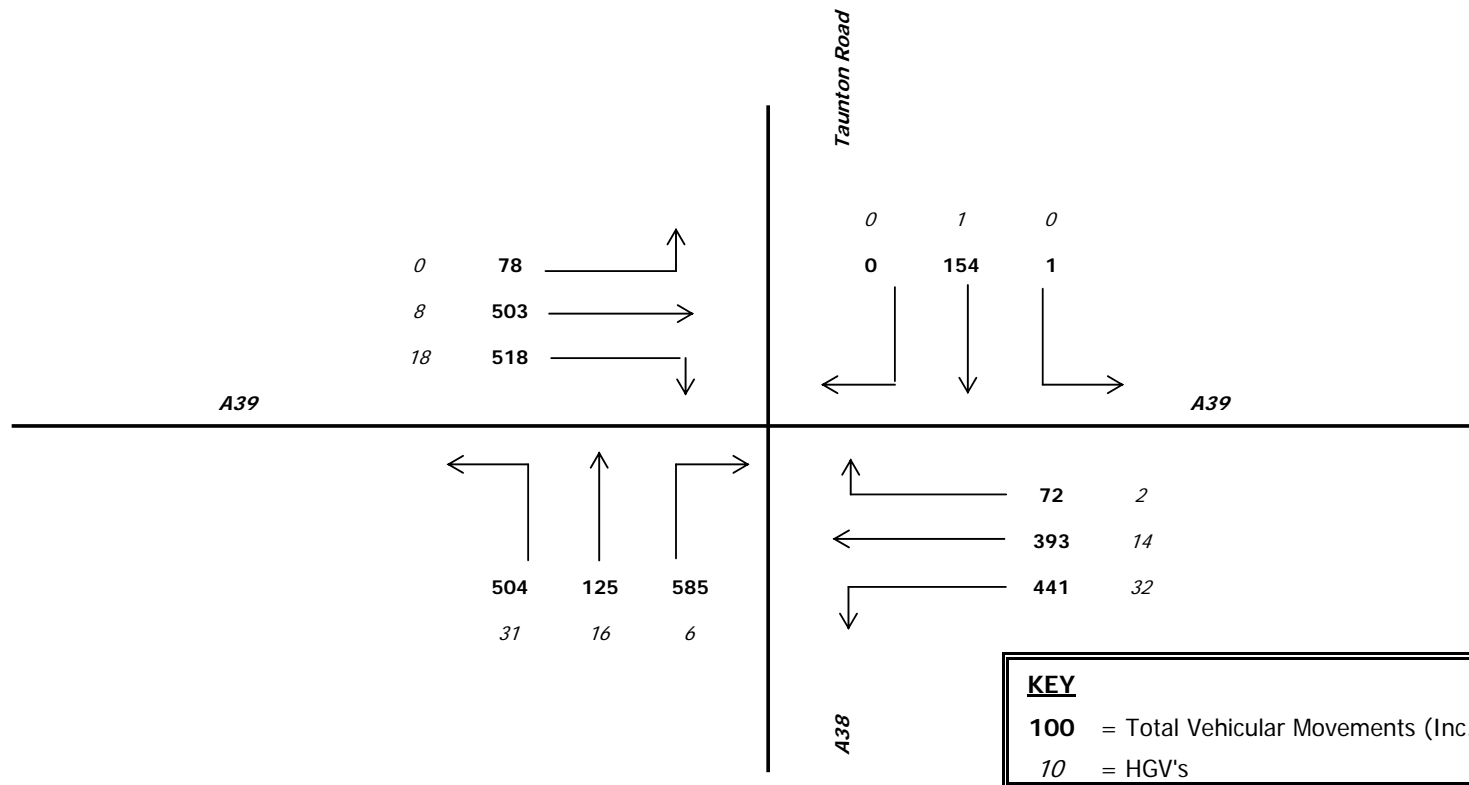 Taunton Road
0 1 0
0 154 1
0 78
8 503
18 518
A39 A39
72 2
393 14
441 32
504 125 585
31 16 6
A38
KEY
100 = Total Vehicular Movements (Inc.
10 = HGV's